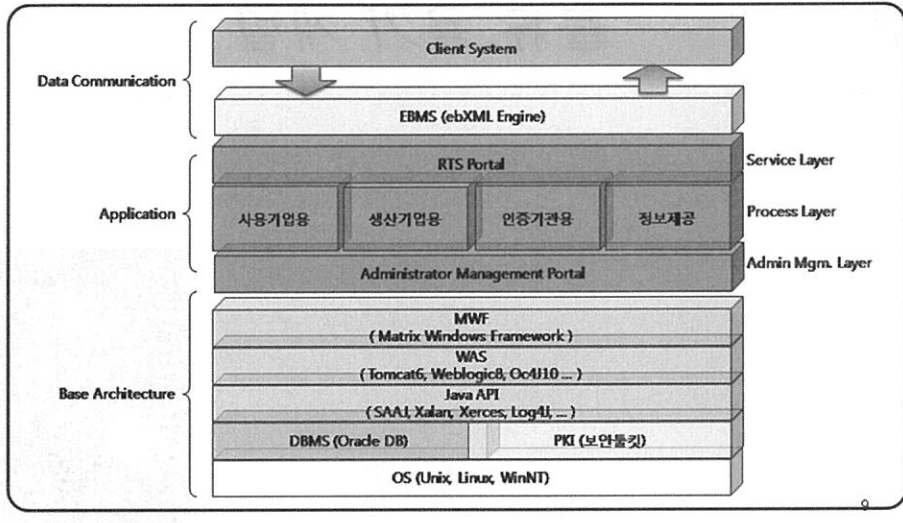 Client System
Data Communication
EBMS (ebXML Engine)
RTS Portal
Service Layer
Application
사용기업용
생산기업용
인증기관용
정보제공
Process Layer
Administrator Management Portal
Admin Mgm. Layer
MWF
( Matrix Windows Framework )
WAS
( Tomcat6, Weblogic8, Oc4J10 ... )
Base Architecture
Java API
( SAAJ, Xalan, Xerces, Log4J, ... )
DBMS (Oracle DB)
PKI (보안툴킷)
OS (Unix, Linux, WinNT)
9